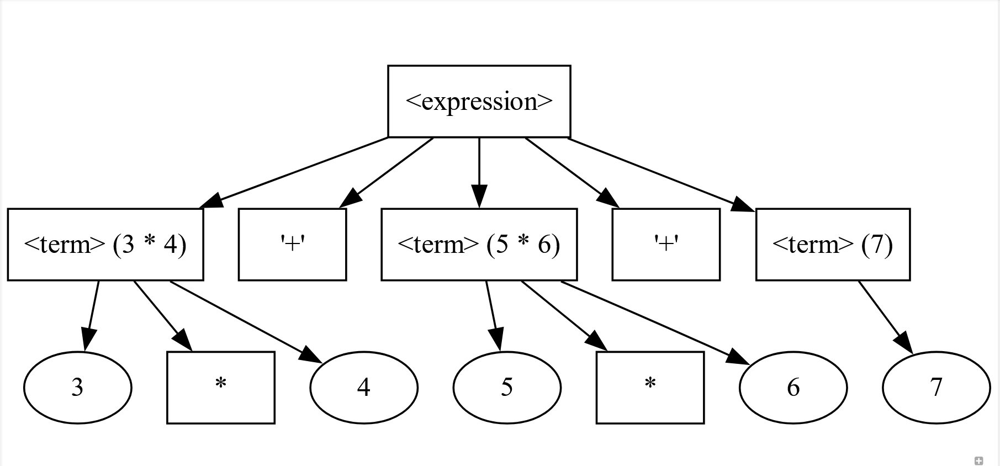 <expression>
<term> (3 * 4)
'+'
<term> (5 * 6)
'+'
<term> (7)
3
*
4
5
*
6
7